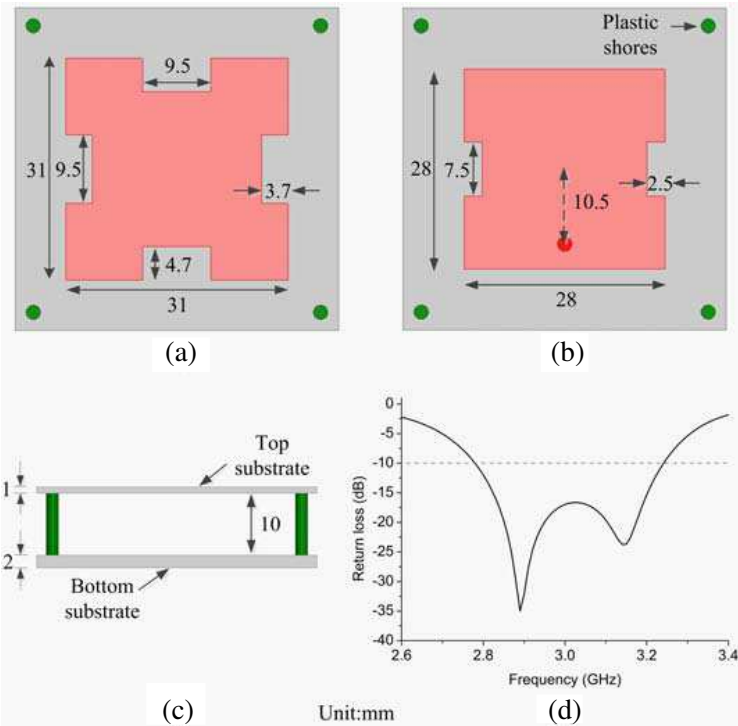 9.5
31
9.5
3.7
4.7
31
(a)
Plastic
shores
28
7.5
2.5
10.5
28
(b)
Top
substrate
1
10
2
Bottom
substrate
(c)
Unit:mm
0
-5
-10
-15
-20
-25
-30
-35
-40
Return loss (dB)
2.6 2.8 3.0 3.2 3.4
Frequency (GHz)
(d)